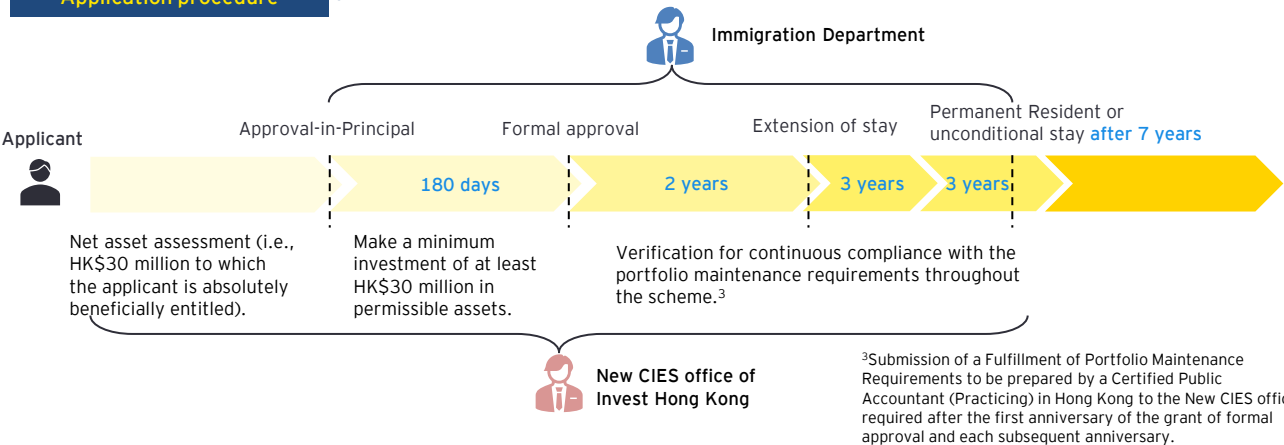 Application procedure
Immigration Department
Applicant
Approval-in-Principal
Formal approval
Extension of stay
Permanent Resident or
unconditional stay after 7 years
180 days
2 years
3 years
3 years
Net asset assessment (i.e.,
HK$30 million to which
the applicant is absolutely
beneficially entitled).
Make a minimum
investment of at least
HK$30 million in
permissible assets.
Verification for continuous compliance with the
portfolio maintenance requirements throughout
the scheme.³
New CIES office of
Invest Hong Kong
³Submission of a Fulfillment of Portfolio Maintenance
Requirements to be prepared by a Certified Public
Accountant (Practicing) in Hong Kong to the New CIES offic
required after the first anniversary of the grant of formal
approval and each subsequent anniversary.